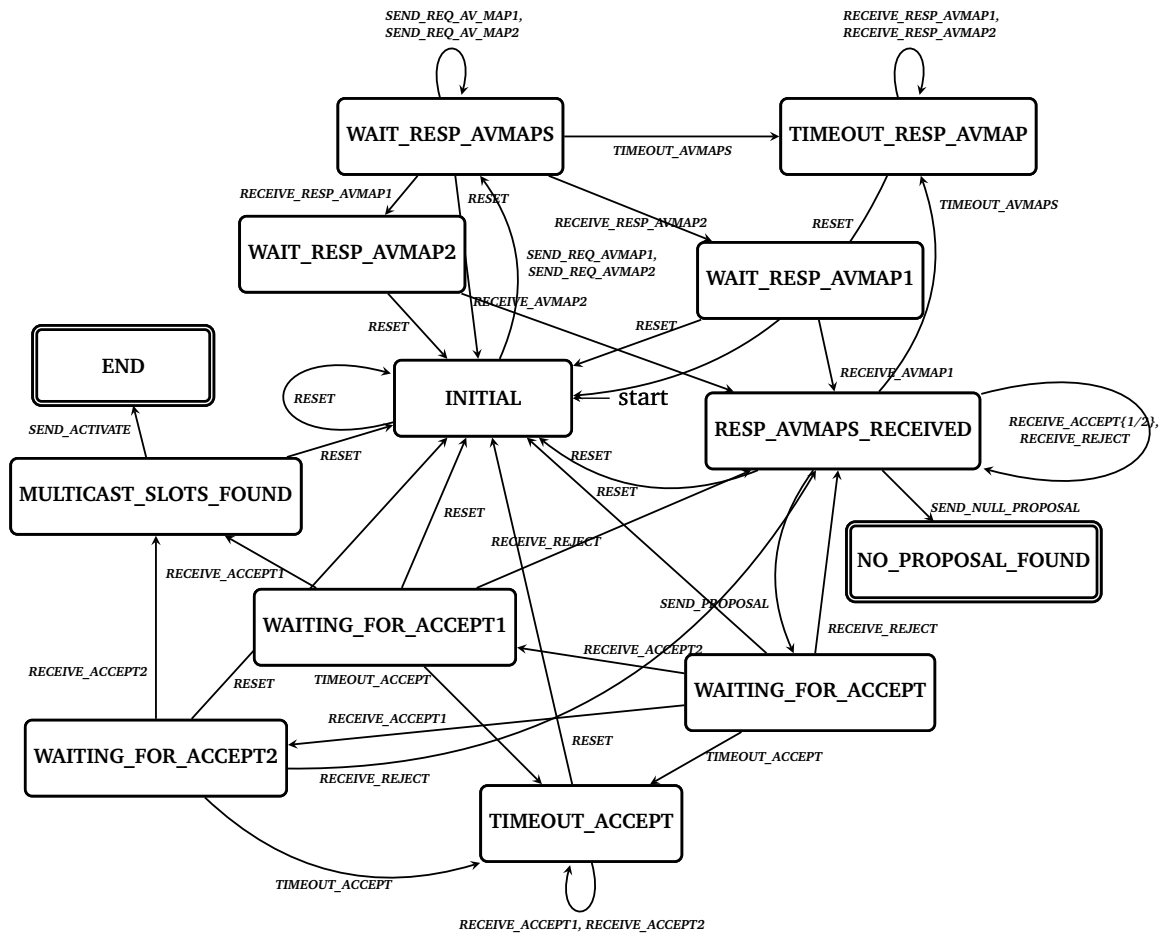 SEND_REQ_AV_MAP1,
SEND_REQ_AV_MAP2
RECEIVE_RESP_AVMAP1,
RECEIVE_RESP_AVMAP2
WAIT_RESP_AVMAPS
TIMEOUT_RESP_AVMAP
TIMEOUT_AVMAPS
RECEIVE_RESP_AVMAP1
RESET
TIMEOUT_AVMAPS
RECEIVE_RESP_AVMAP2
RESET
WAIT_RESP_AVMAP2
SEND_REQ_AVMAP1,
SEND_REQ_AVMAP2
WAIT_RESP_AVMAP1
RECEIVE_AVMAP2
RESET
RESET
END
RECEIVE_AVMAP1
INITIAL
start
RESET
RESP_AVMAPS_RECEIVED
RECEIVE_ACCEPT{1/2},
RECEIVE_REJECT
SEND_ACTIVATE
RESET
RESET
MULTICAST_SLOTS_FOUND
RESET
RESET
SEND_NULL_PROPOSAL
RECEIVE_REJECT
NO_PROPOSAL_FOUND
RECEIVE_ACCEPT1
SEND_PROPOSAL
WAITING_FOR_ACCEPT1
RECEIVE_REJECT
RECEIVE_ACCEPT2
RECEIVE_ACCEPT2
RESET
TIMEOUT_ACCEPT
WAITING_FOR_ACCEPT
RECEIVE_ACCEPT1
RESET
WAITING_FOR_ACCEPT2
TIMEOUT_ACCEPT
RECEIVE_REJECT
TIMEOUT_ACCEPT
TIMEOUT_ACCEPT
RECEIVE_ACCEPT1, RECEIVE_ACCEPT2